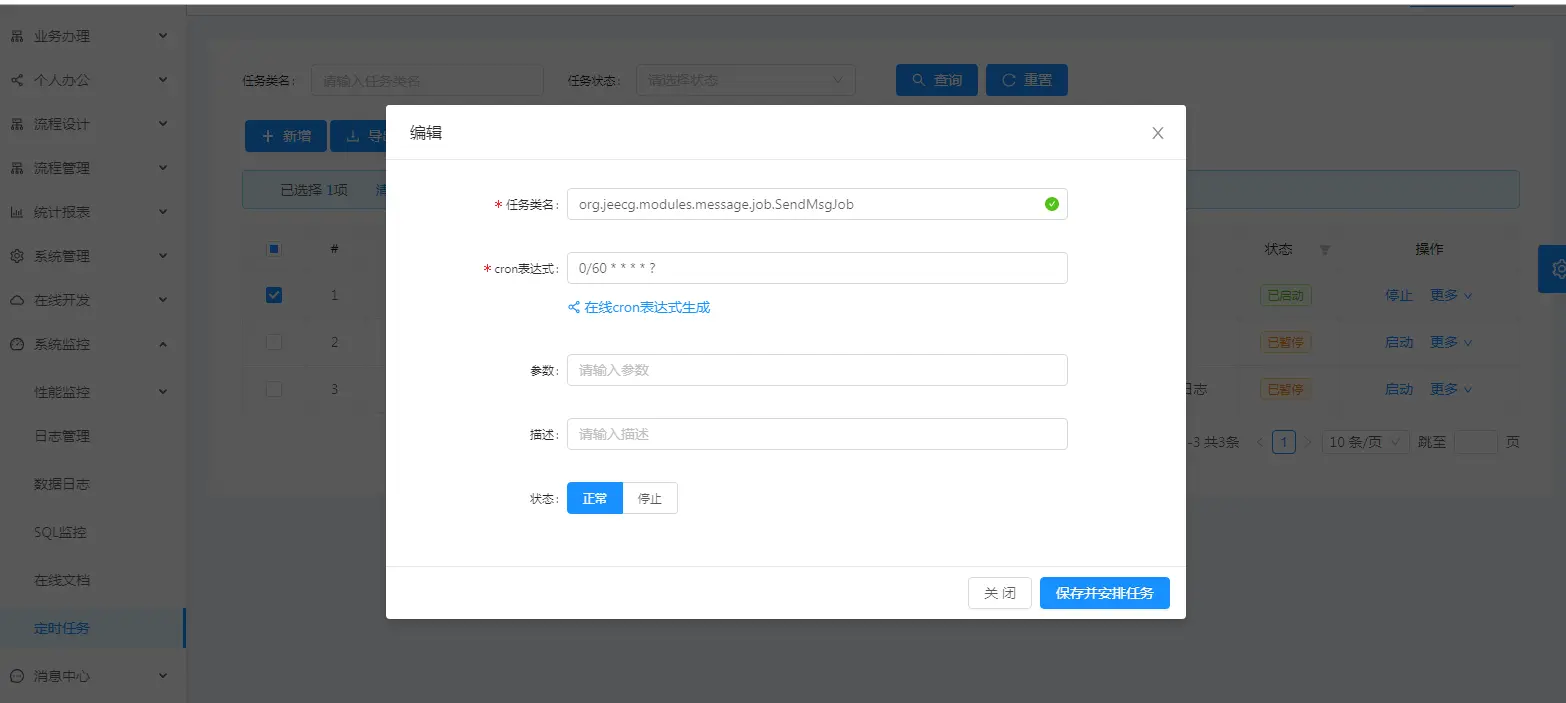 业务办理
个人办公
流程设计
流程管理
统计报表
系统管理
在线开发
系统监控
性能监控
日志管理
数据日志
SQL监控
在线文档
定时任务
消息中心
任务类名: 请输入任务类名 任务状态: 请选择状态 查询 重置
新增 导
已选择 1项
# 状态 操作
1 已启动 停止 更多
2 已暂停 启动 更多
3 日志 已暂停 启动 更多
-3 共3条 1 10 条/页 跳至 页
编辑
* 任务类名: org.jeecg.modules.message.job.SendMsgJob
* cron表达式: 0/60 * * * * ?
在线cron表达式生成
参数: 请输入参数
描述: 请输入描述
状态: 正常 停止
关 闭 保存并安排任务